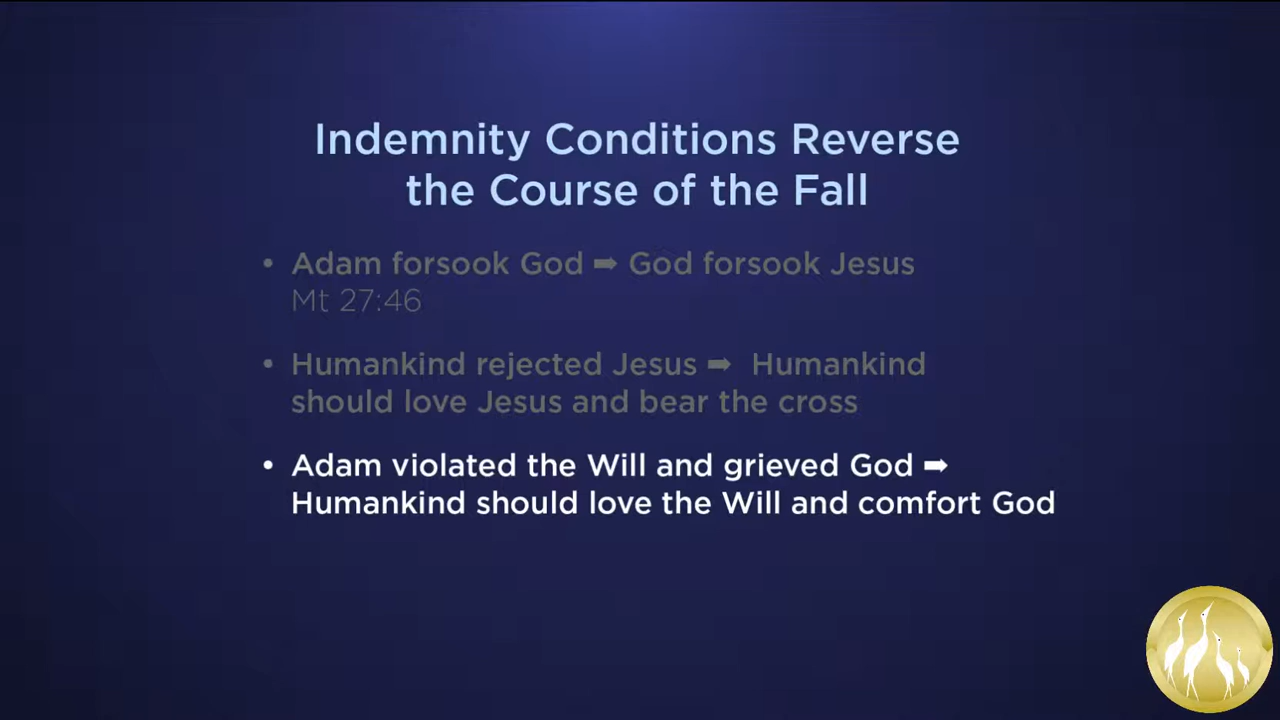 Indemnity Conditions Reverse
the Course of the Fall
• Adam forsook God ➡ God forsook Jesus
Mt 27:46
• Humankind rejected Jesus ➡ Humankind
should love Jesus and bear the cross
• Adam violated the Will and grieved God ➡
Humankind should love the Will and comfort God